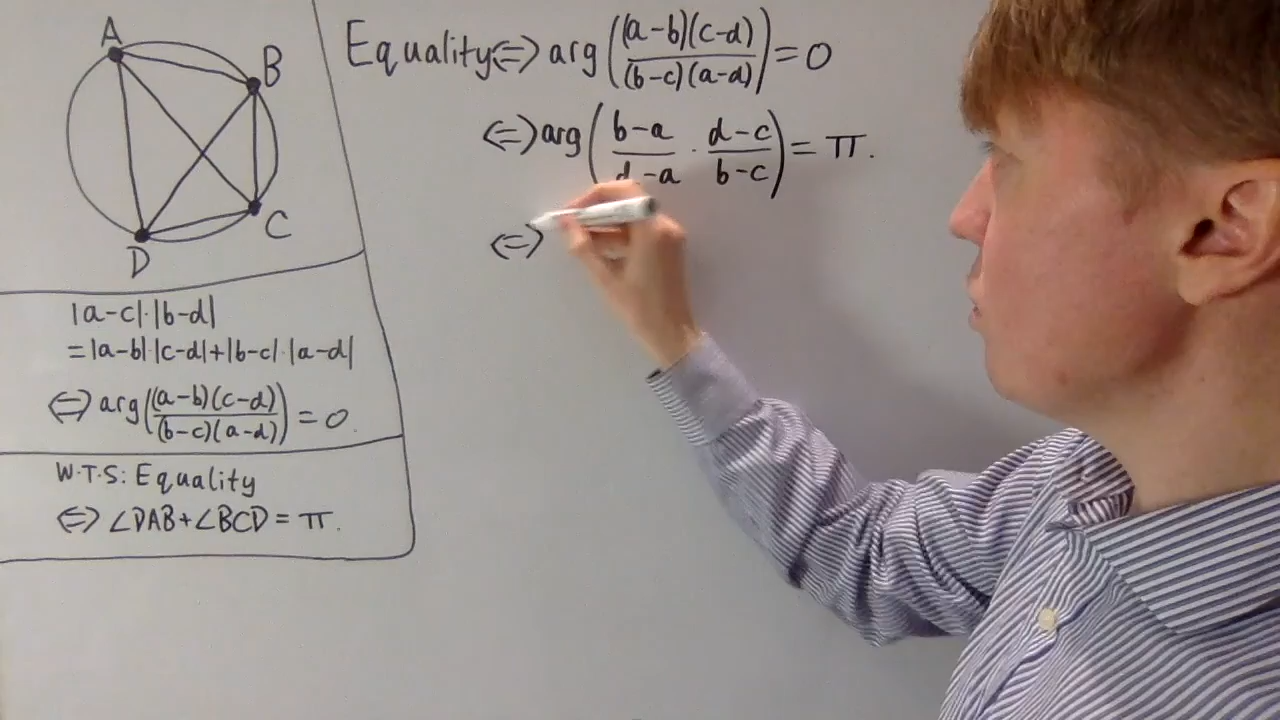 A
B
C
D
|a-c|·|b-d|
=|a-b|·|c-d|+|b-c|·|a-d|
⇔ arg((a-b)(c-d)/(b-c)(a-d)) = 0.
W.T.S: Equality
⇔ ∠DAB+∠BCD = π.
Equality ⇔ arg((a-b)(c-d)/(b-c)(a-d)) = 0
⇔ arg(b-a/d-a · d-c/b-c) = π.
⇔